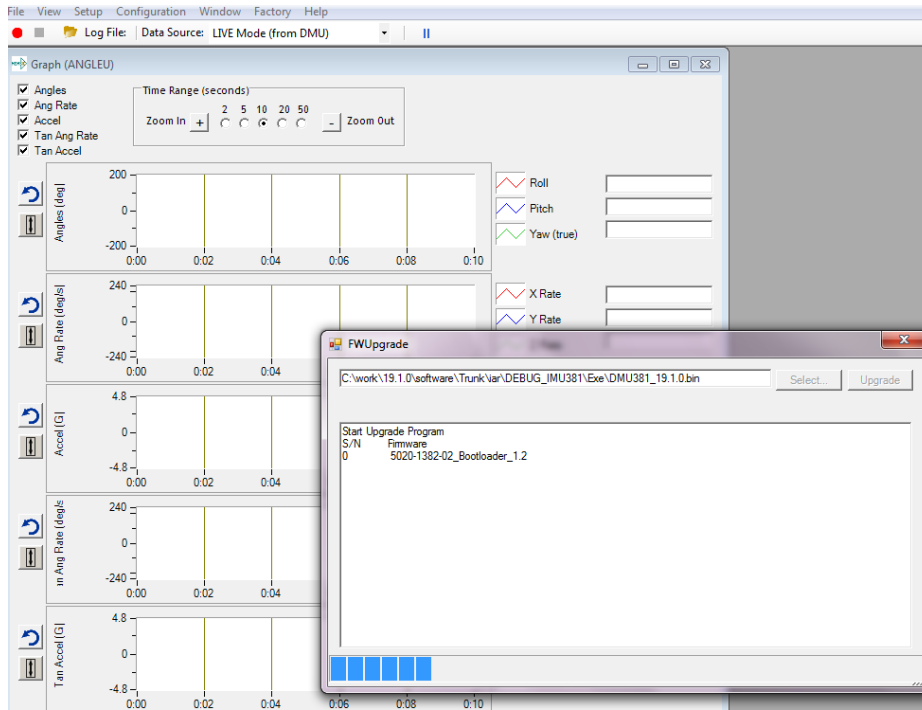 File View Setup Configuration Window Factory Help
Log File: Data Source: LIVE Mode (from DMU)
Graph (ANGLEU)
Angles
Ang Rate
Accel
Tan Ang Rate
Tan Accel
Time Range (seconds)
2 5 10 20 50
Zoom In + - Zoom Out
Angles (deg)
200
0
-200
0:00 0:02 0:04 0:06 0:08 0:10
Roll
Pitch
Yaw (true)
Ang Rate (deg/s)
240
0
-240
0:00 0:02 0:04
X Rate
Y Rate
FWUpgrade
C:\work\19.1.0\software\Trunk\iar\DEBUG_IMU381\Exe\DMU381_19.1.0.bin
Select... Upgrade
Start Upgrade Program
S/N Firmware
0 5020-1382-02_Bootloader_1.2
Accel (G)
4.8
0
-4.8
0:00 0:02 0:04
Ang Rate (deg/s
240
0
-240
0:00 0:02 0:04
Tan Accel (G)
4.8
0
-4.8
0:00 0:02 0:04 0:06 0:08 0:10